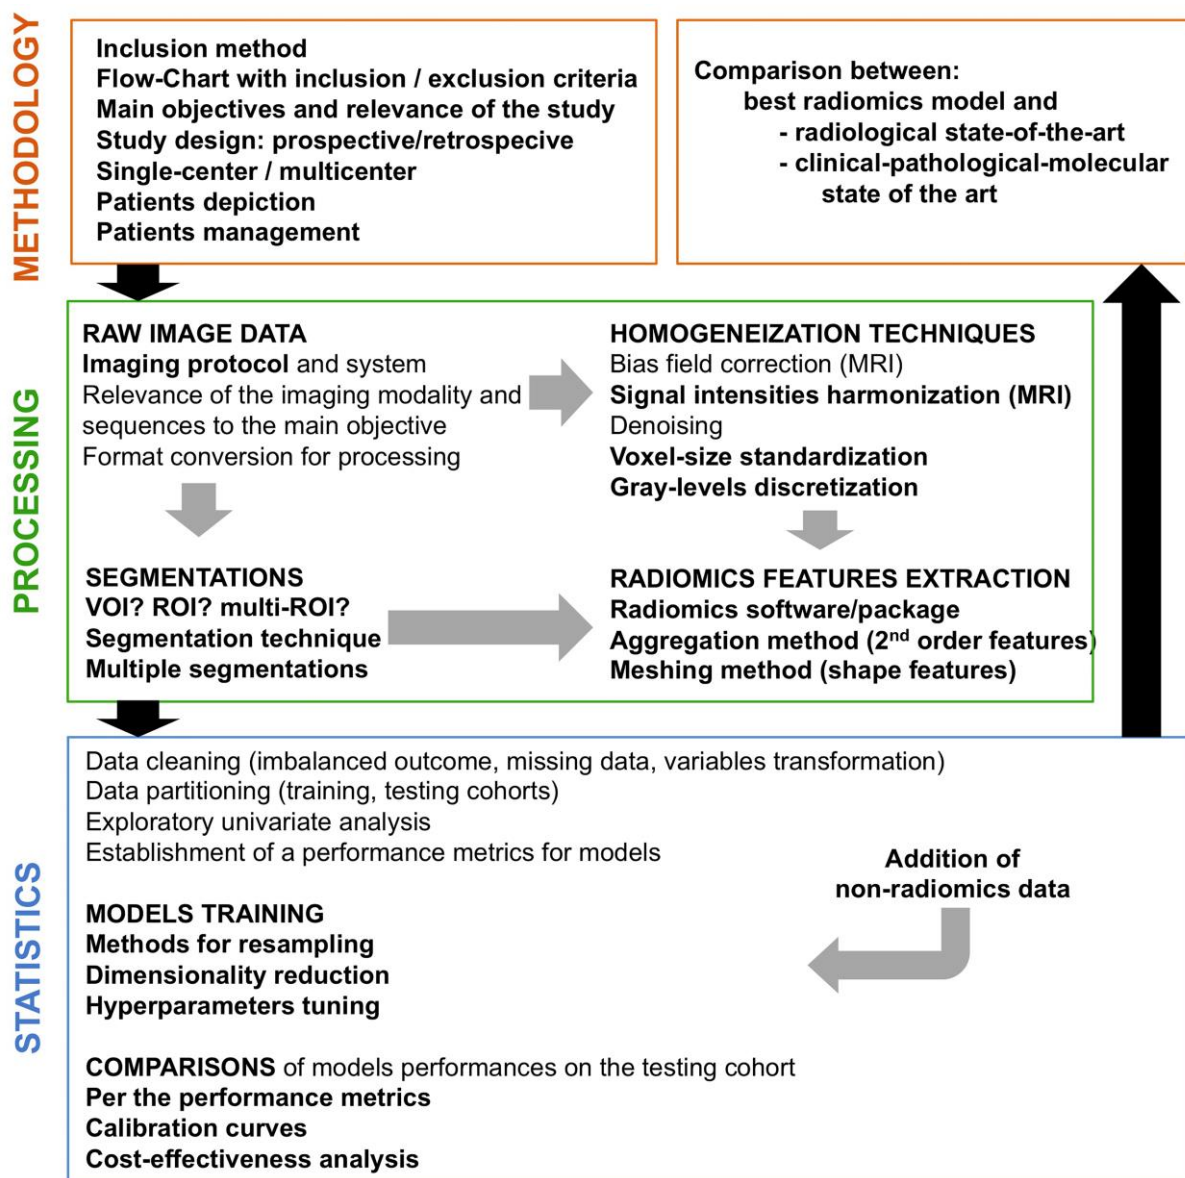 METHODOLOGY
Inclusion method
Flow-Chart with inclusion / exclusion criteria
Main objectives and relevance of the study
Study design: prospective/retrospecive
Single-center / multicenter
Patients depiction
Patients management
Comparison between:
best radiomics model and
- radiological state-of-the-art
- clinical-pathological-molecular
state of the art
PROCESSING
RAW IMAGE DATA
Imaging protocol and system
Relevance of the imaging modality and
sequences to the main objective
Format conversion for processing
HOMOGENEIZATION TECHNIQUES
Bias field correction (MRI)
Signal intensities harmonization (MRI)
Denoising
Voxel-size standardization
Gray-levels discretization
SEGMENTATIONS
VOI? ROI? multi-ROI?
Segmentation technique
Multiple segmentations
RADIOMICS FEATURES EXTRACTION
Radiomics software/package
Aggregation method (2nd order features)
Meshing method (shape features)
STATISTICS
Data cleaning (imbalanced outcome, missing data, variables transformation)
Data partitioning (training, testing cohorts)
Exploratory univariate analysis
Establishment of a performance metrics for models
Addition of
non-radiomics data
MODELS TRAINING
Methods for resampling
Dimensionality reduction
Hyperparameters tuning
COMPARISONS of models performances on the testing cohort
Per the performance metrics
Calibration curves
Cost-effectiveness analysis